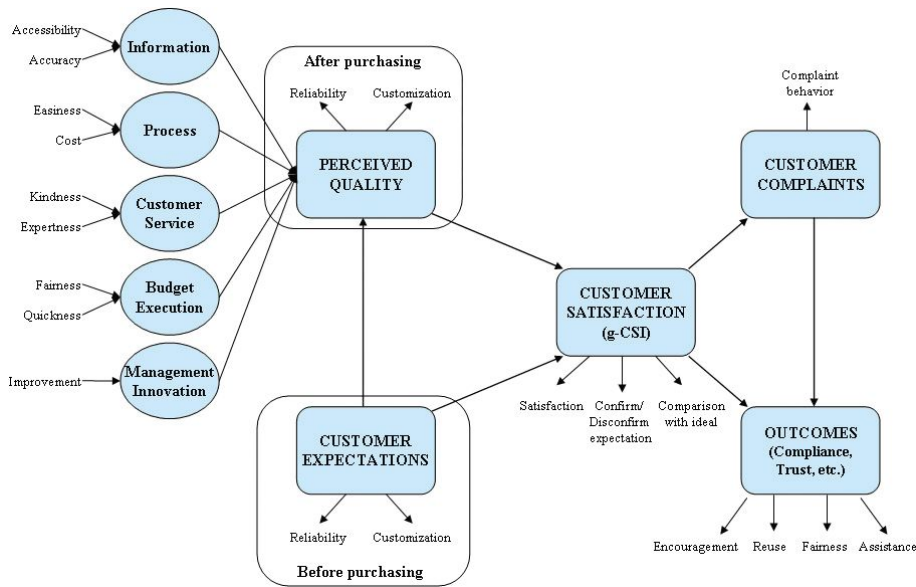 Accessibility
Accuracy
Information
Easiness
Cost
Process
Kindness
Expertness
Customer
Service
Fairness
Quickness
Budget
Execution
Improvement
Management
Innovation
After purchasing
Reliability
Customization
PERCEIVED
QUALITY
CUSTOMER
EXPECTATIONS
Reliability
Customization
Before purchasing
CUSTOMER
SATISFACTION
(g-CSI)
Satisfaction
Confirm/
Disconfirm
expectation
Comparison
with ideal
Complaint
behavior
CUSTOMER
COMPLAINTS
OUTCOMES
(Compliance,
Trust, etc.)
Encouragement
Reuse
Fairness
Assistance